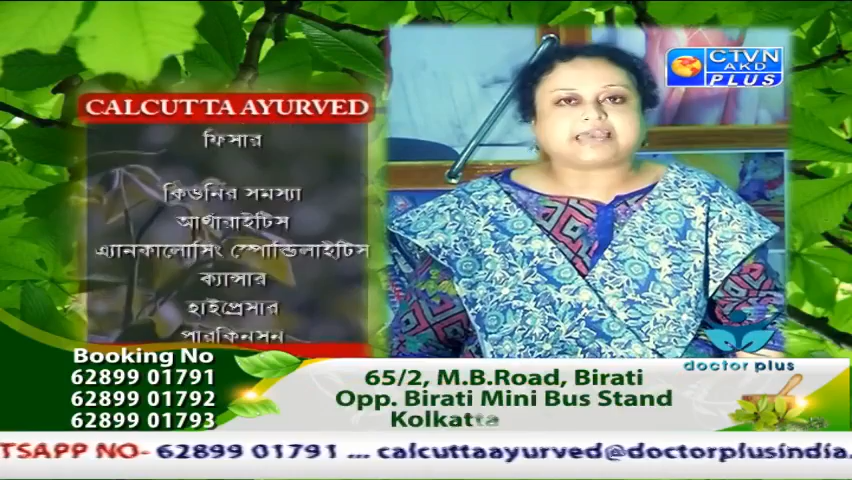 CTVN
AKD
PLUS
CALCUTTA AYURVED
ফিসার
কিডনির সমস্যা
আর্থারাইটিস
এ্যানকালোসিং স্পোন্ডিলাইটিস
ক্যান্সার
হাইপ্রেসার
পারকিনসন
doctor plus
Booking No
62899 01791
62899 01792
62899 01793
65/2, M.B.Road, Birati
Opp. Birati Mini Bus Stand
Kolkatta
TSAPP NO- 62899 01791 ... calcuttaayurved@doctorplusindia.